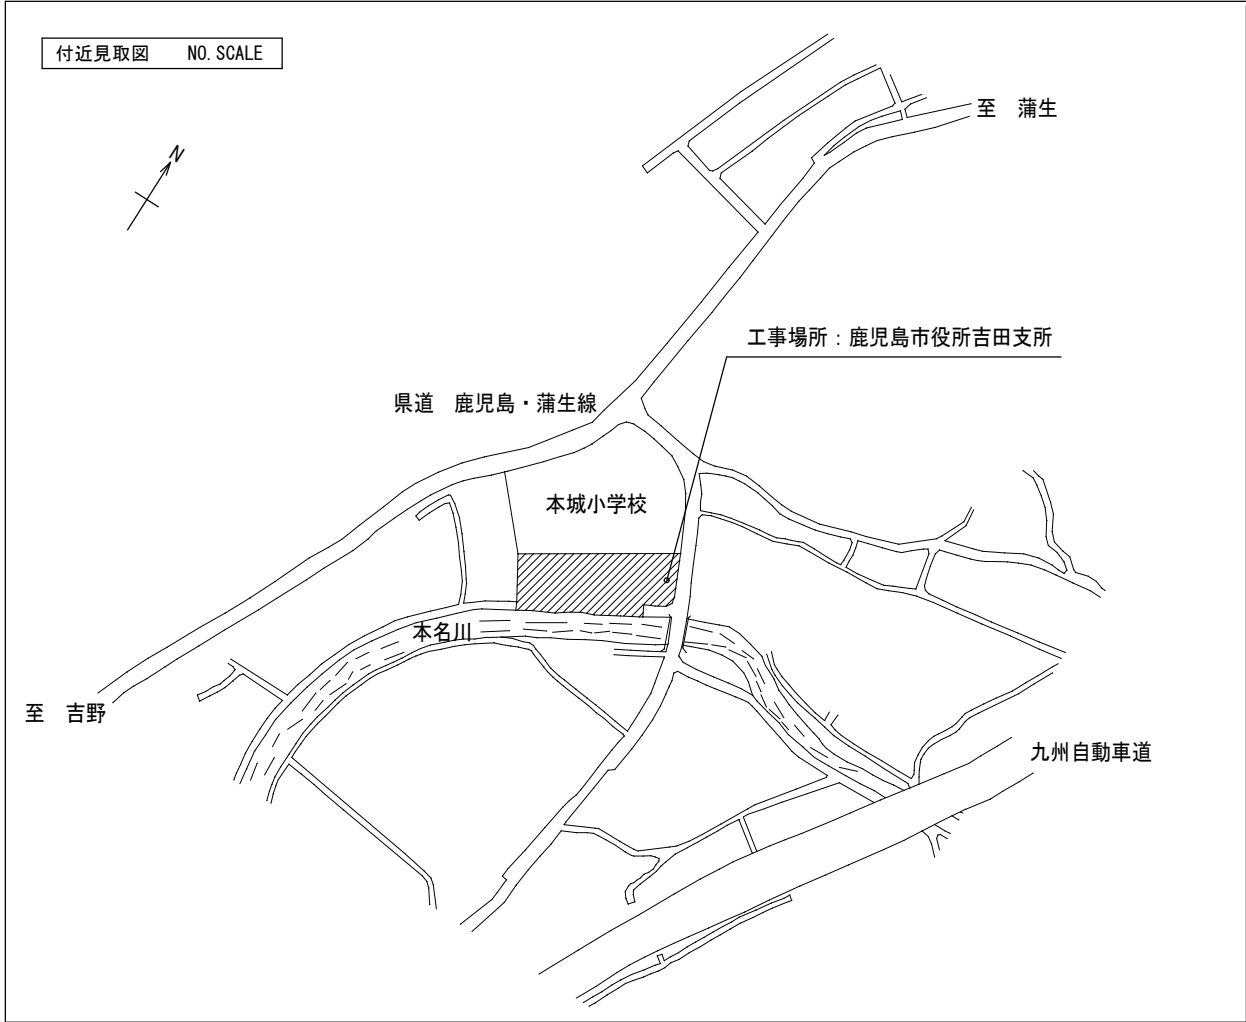 付近見取図 NO. SCALE
至 蒲生
N
工事場所：鹿児島市役所吉田支所
県道 鹿児島・蒲生線
本城小学校
本名川
至 吉野
九州自動車道